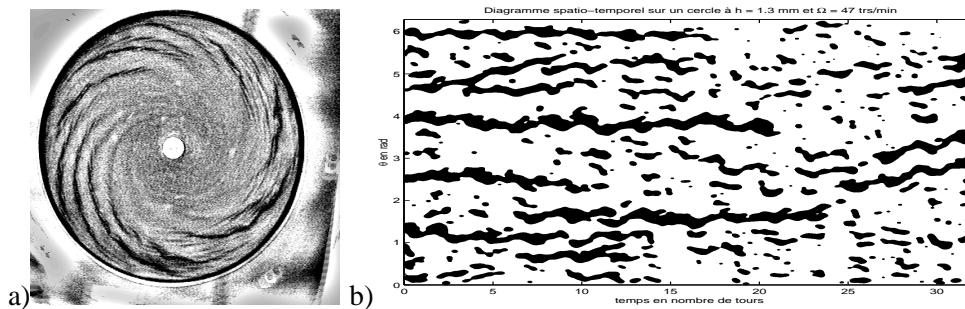 Diagramme spatio-temporel sur un cercle à h = 1.3 mm et Ω = 47 trs/min
6
5
4
3
2
1
0
θ en rad
0 5 10 15 20 25 30
temps en nombre de tours
a)
b)